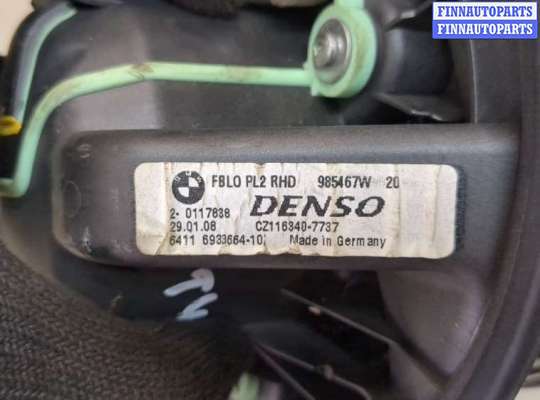 FINNAUTOPARTS
FINNAUTOPARTS
FBLO PL2 RHD 985467W 20
2- 0117838 DENSO
29.01.08 CZ116340-7737
6411 6933664-10 Made in Germany